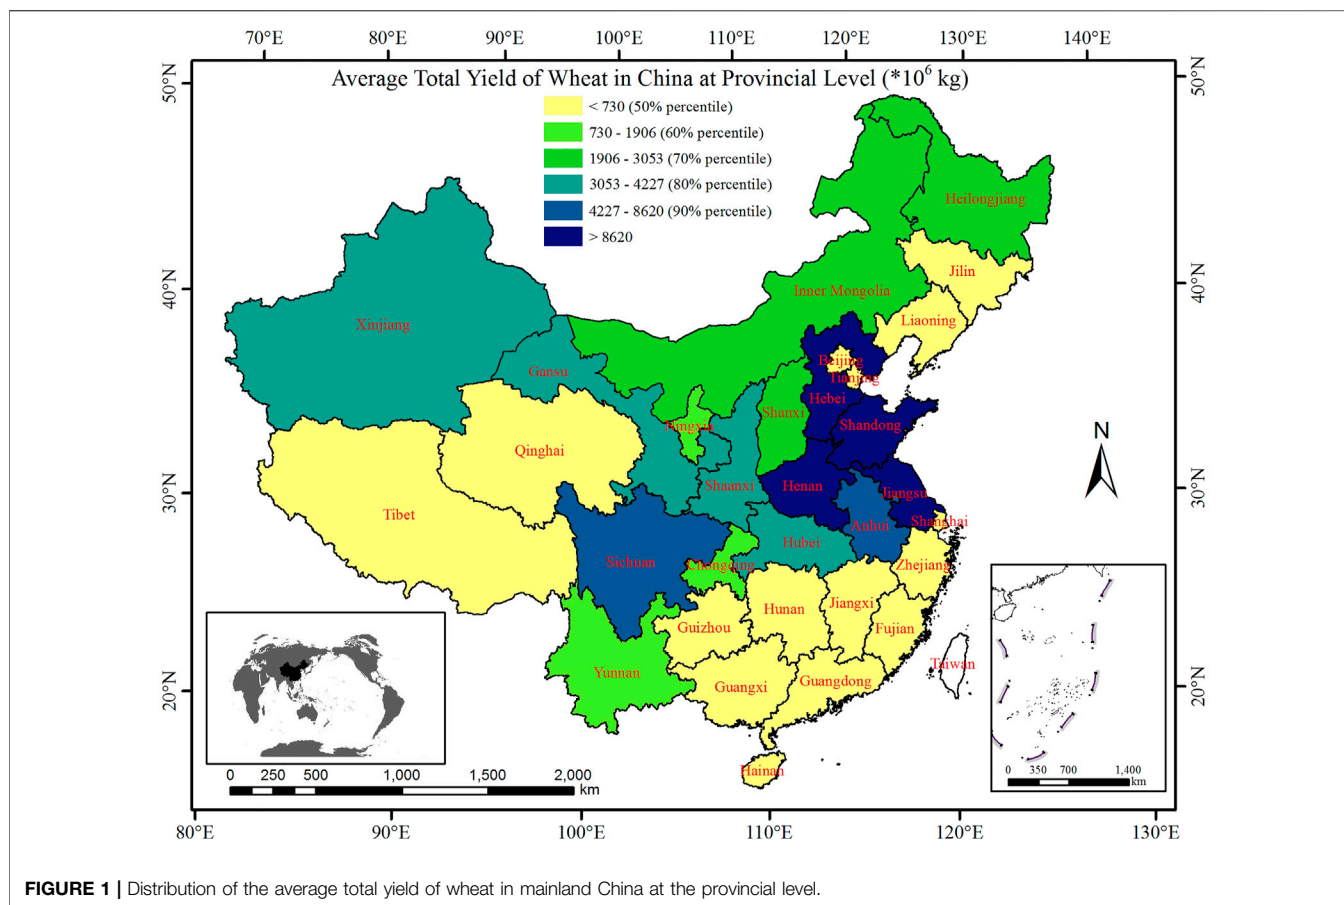 70°E 80°E 90°E 100°E 110°E 120°E 130°E 140°E
Average Total Yield of Wheat in China at Provincial Level (*10⁶ kg)
< 730 (50% percentile)
730 - 1906 (60% percentile)
1906 - 3053 (70% percentile)
3053 - 4227 (80% percentile)
4227 - 8620 (90% percentile)
> 8620
50°N
50°N
40°N
40°N
30°N
30°N
20°N
20°N
Heilongjiang
Jilin
Inner Mongolia
Liaoning
Xinjiang
Beijing
Gansu
Tianjing
Hebei
Shanxi
Ningxia
Shandong
N
Qinghai
Shaanxi
Henan
Jiangsu
Tibet
Shanghai
Anhui
Hubei
Sichuan
Chongqing
Zhejiang
Hunan
Jiangxi
Guizhou
Fujian
Taiwan
Yunnan
Guangxi
Guangdong
Hainan
0 250 500 1,000 1,500 2,000
km
0 350 700 1,400
km
80°E 90°E 100°E 110°E 120°E 130°E
FIGURE 1 | Distribution of the average total yield of wheat in mainland China at the provincial level.